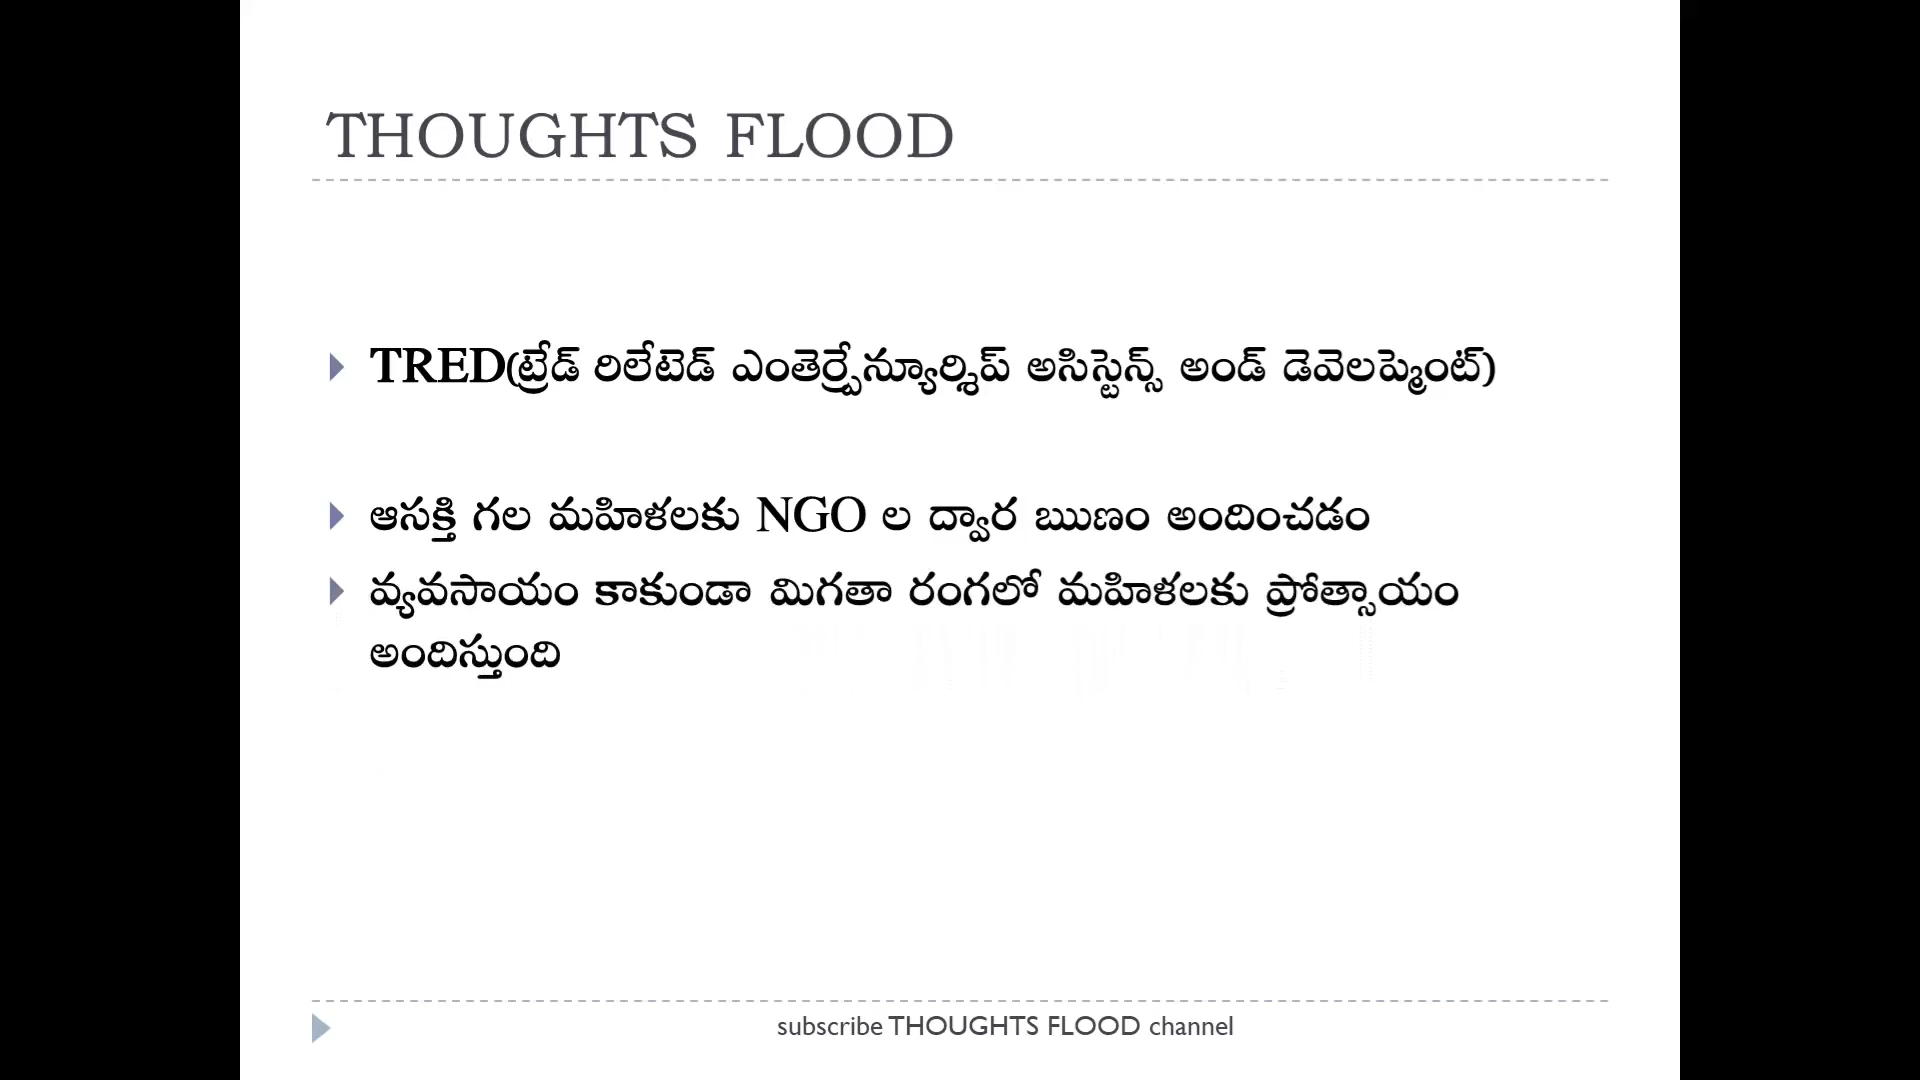 THOUGHTS FLOOD
TRED(ట్రేడ్ రిలేటెడ్ ఎంతెర్ప్రేన్యూర్శిప్ అసిస్టెన్స్ అండ్ డెవెలప్మెంట్)
ఆసక్తి గల మహిళలకు NGO ల ద్వార ఋణం అందించడం
వ్యవసాయం కాకుండా మిగతా రంగలో మహిళలకు ప్రోత్సాయం
అందిస్తుంది
subscribe THOUGHTS FLOOD channel